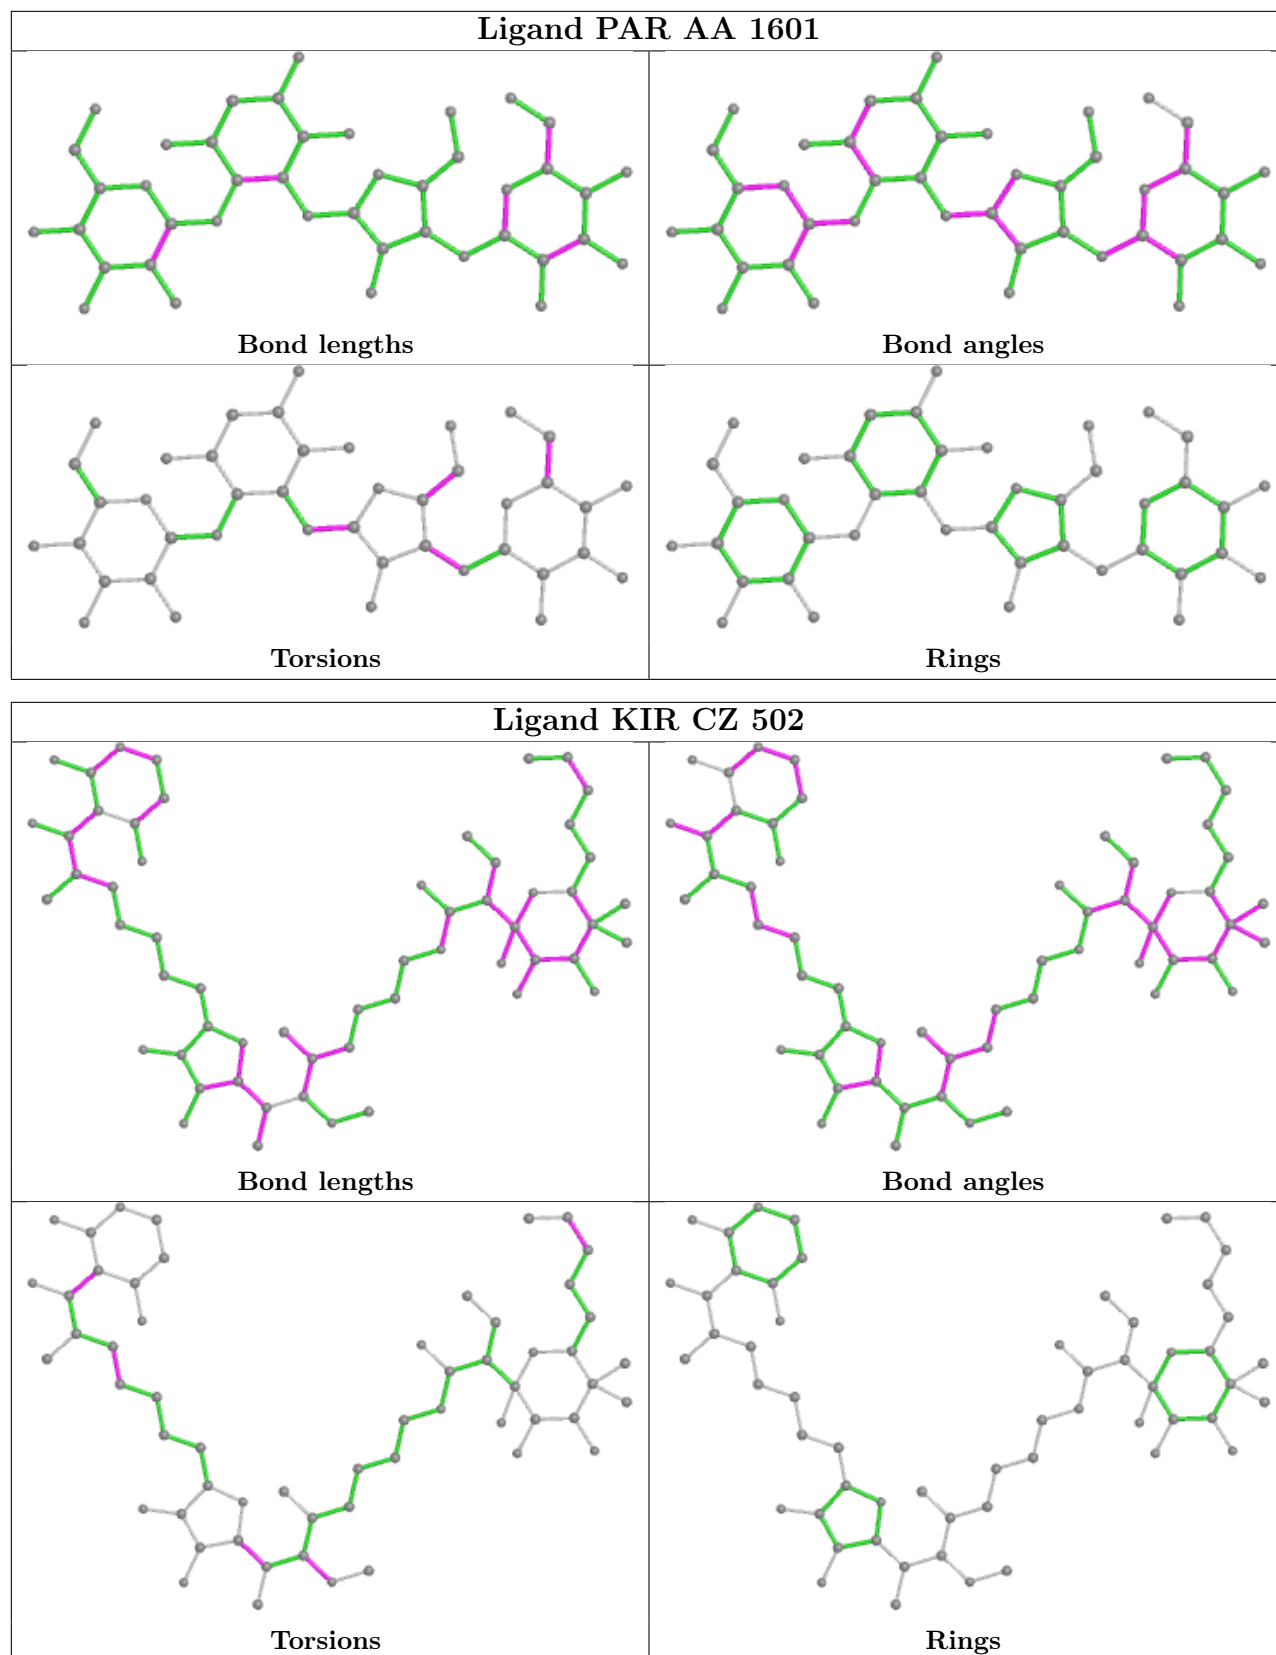 Ligand PAR AA 1601
Bond lengths
Bond angles
Torsions
Rings
Ligand KIR CZ 502
Bond lengths
Bond angles
Torsions
Rings